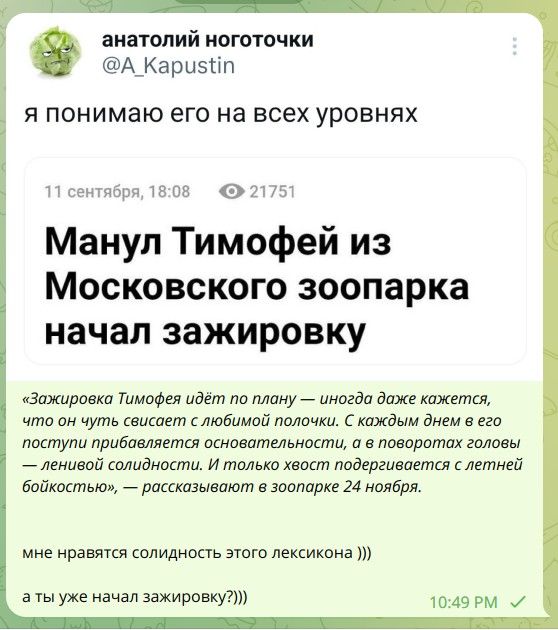 анатолий ноготочки
@A_Kapustin
я понимаю его на всех уровнях
11 сентября, 18:08 21751
Манул Тимофей из
Московского зоопарка
начал зажировку
«Зажировка Тимофея идёт по плану — иногда даже кажется,
что он чуть свисает с любимой полочки. С каждым днем в его
поступи прибавляется основательности, а в поворотах головы
— ленивой солидности. И только хвост подергивается с летней
бойкостью», — рассказывают в зоопарке 24 ноября.
мне нравятся солидность этого лексикона )))
а ты уже начал зажировку?)))
10:49 PM